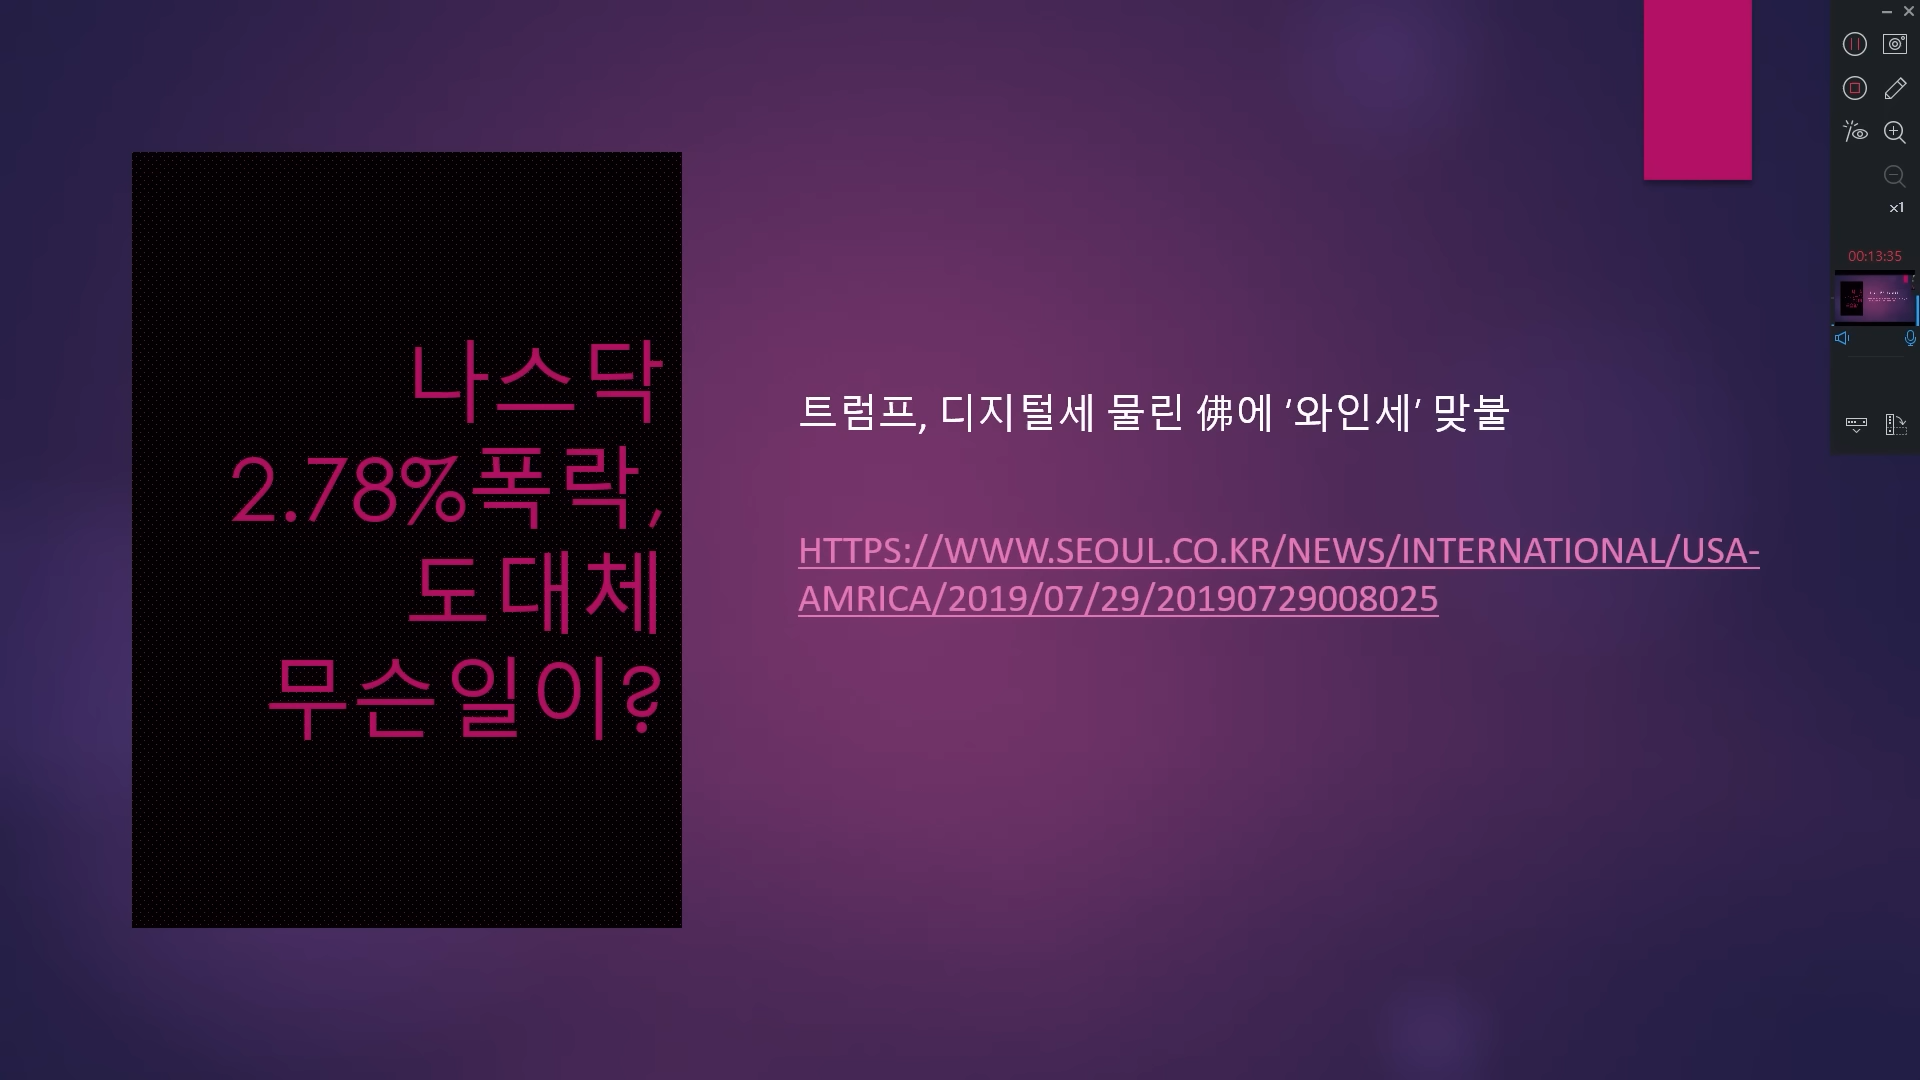 나스닥
2.78%폭락,
도대체
무슨일이?
트럼프, 디지털세 물린 佛에 ‘와인세’ 맞불
HTTPS://WWW.SEOUL.CO.KR/NEWS/INTERNATIONAL/USA-
AMRICA/2019/07/29/20190729008025
x1
00:13:35